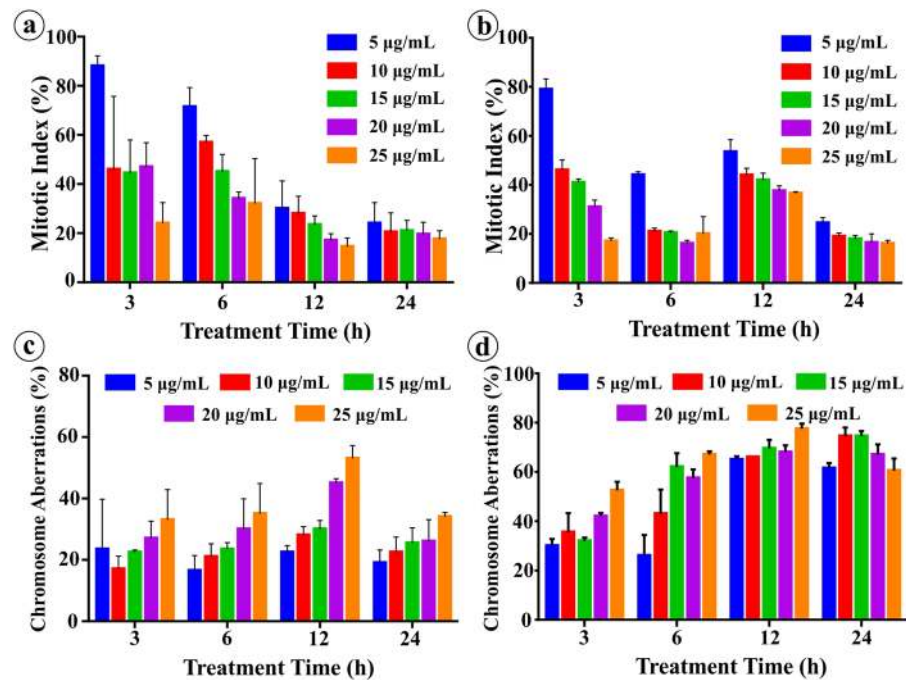 a
100
80
60
40
20
0
Mitotic Index (%)
5 µg/mL
10 µg/mL
15 µg/mL
20 µg/mL
25 µg/mL
3 6 12 24
Treatment Time (h)
b
100
80
60
40
20
0
Mitotic Index (%)
5 µg/mL
10 µg/mL
15 µg/mL
20 µg/mL
25 µg/mL
3 6 12 24
Treatment Time (h)
c
80
60
40
20
0
Chromosome Aberrations (%)
5 µg/mL 10 µg/mL 15 µg/mL
20 µg/mL 25 µg/mL
3 6 12 24
Treatment Time (h)
d
100
80
60
40
20
0
Chromosome Aberrations (%)
5 µg/mL 10 µg/mL 15 µg/mL
20 µg/mL 25 µg/mL
3 6 12 24
Treatment Time (h)